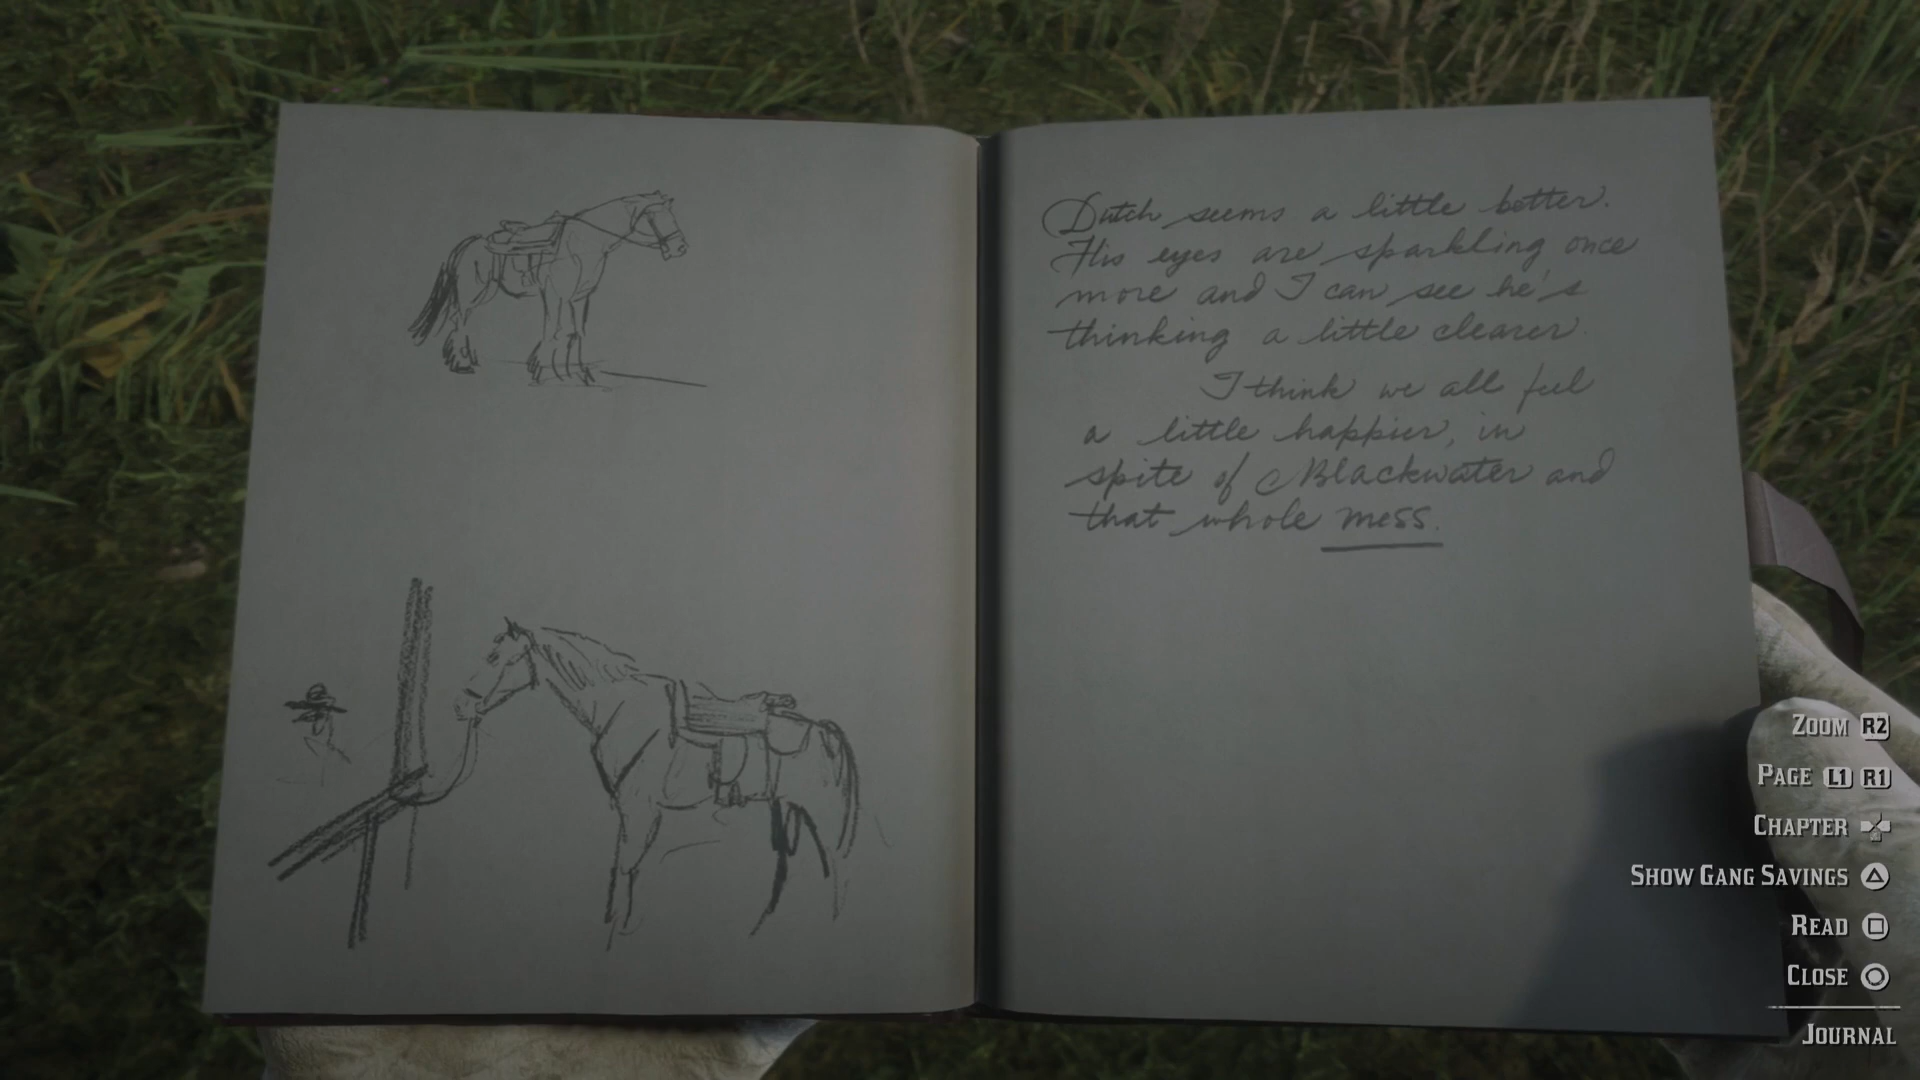 Dutch seems a little better.
His eyes are sparkling once
more and I can see he's
thinking a little clearer.
I think we all feel
a little happier, in
spite of Blackwater and
that whole mess.
ZOOM R2
PAGE L1 R1
CHAPTER
SHOW GANG SAVINGS
READ
CLOSE
JOURNAL